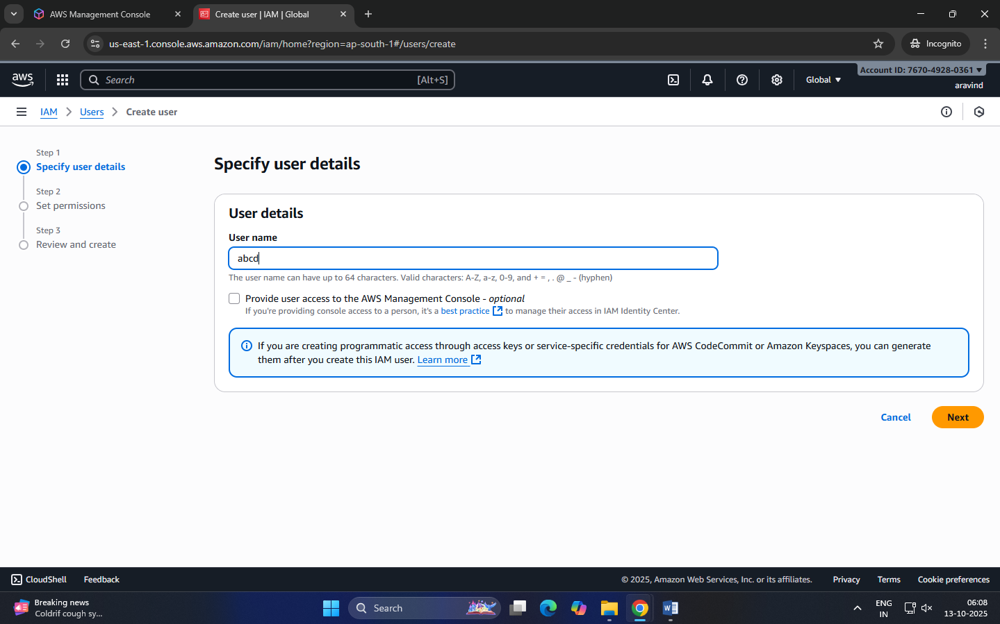 AWS Management Console
Create user | IAM | Global
us-east-1.console.aws.amazon.com/iam/home?region=ap-south-1#/users/create
Incognito
aws
Search
[Alt+S]
Global
Account ID: 7670-4928-0361
aravind
IAM
Users
Create user
Step 1
Specify user details
Step 2
Set permissions
Step 3
Review and create
Specify user details
User details
User name
abcd
The user name can have up to 64 characters. Valid characters: A-Z, a-z, 0-9, and + = , . @ _ - (hyphen)
Provide user access to the AWS Management Console - optional
If you're providing console access to a person, it's a best practice to manage their access in IAM Identity Center.
If you are creating programmatic access through access keys or service-specific credentials for AWS CodeCommit or Amazon Keyspaces, you can generate
them after you create this IAM user. Learn more
Cancel
Next
CloudShell
Feedback
© 2025, Amazon Web Services, Inc. or its affiliates.
Privacy
Terms
Cookie preferences
Breaking news
Coldrif cough sy...
Search
ENG
IN
06:08
13-10-2025